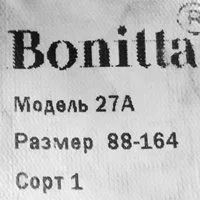 Bonitta®
Модель 27А
Размер 88-164
Сорт 1